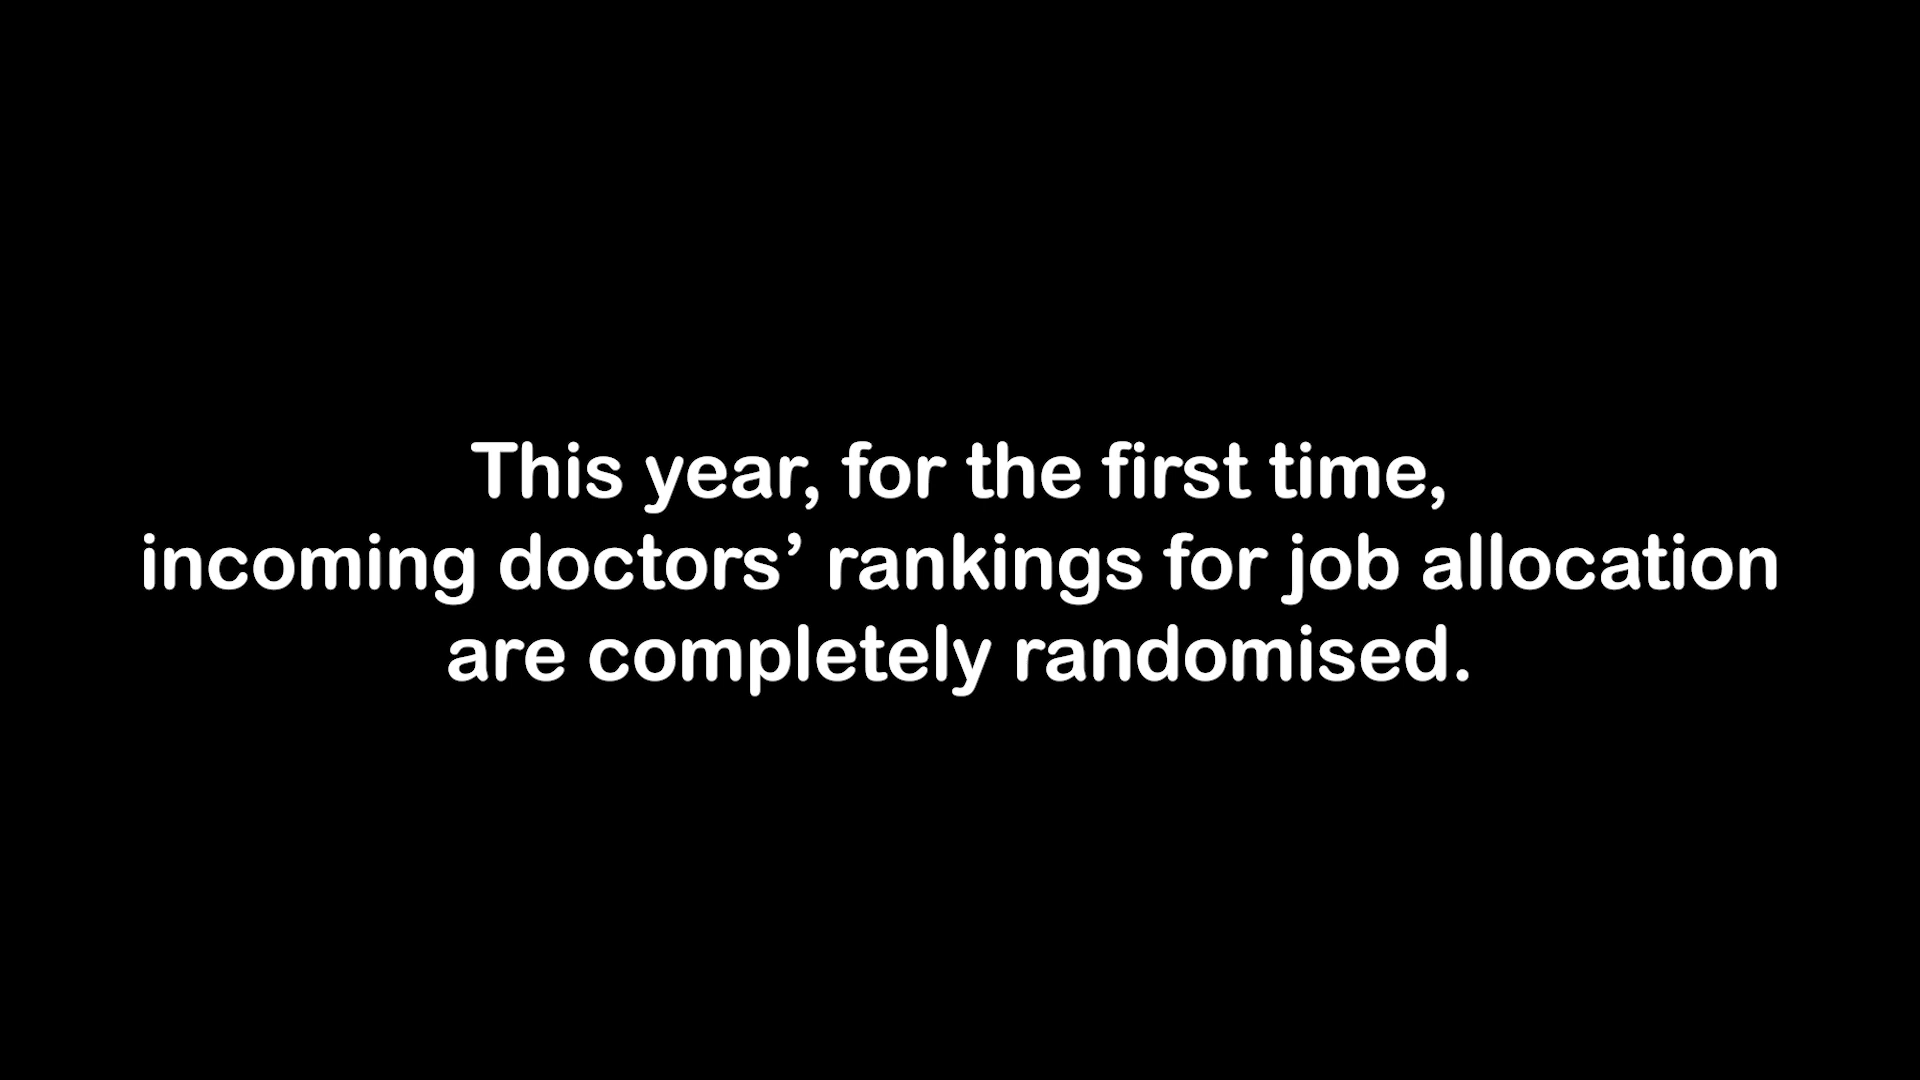 This year, for the first time,
incoming doctors’ rankings for job allocation
are completely randomised.